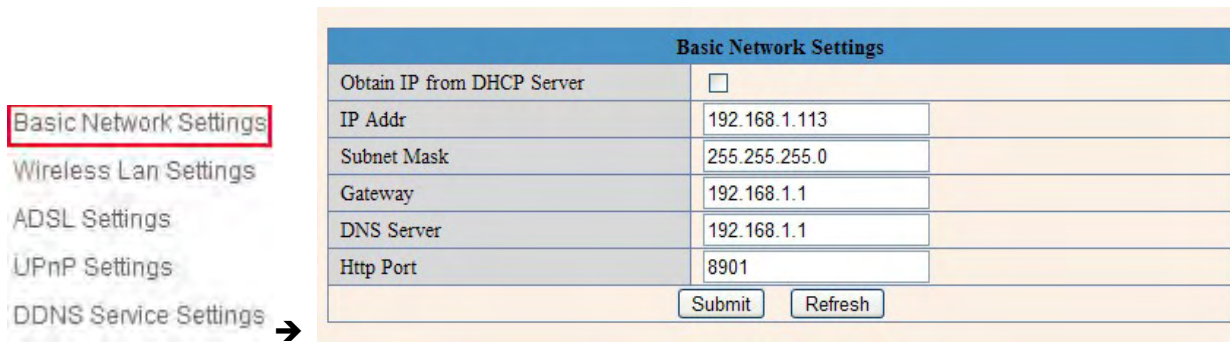 Basic Network Settings
Wireless Lan Settings
ADSL Settings
UPnP Settings
DDNS Service Settings
Basic Network Settings
Obtain IP from DHCP Server
IP Addr 192.168.1.113
Subnet Mask 255.255.255.0
Gateway 192.168.1.1
DNS Server 192.168.1.1
Http Port 8901
Submit Refresh